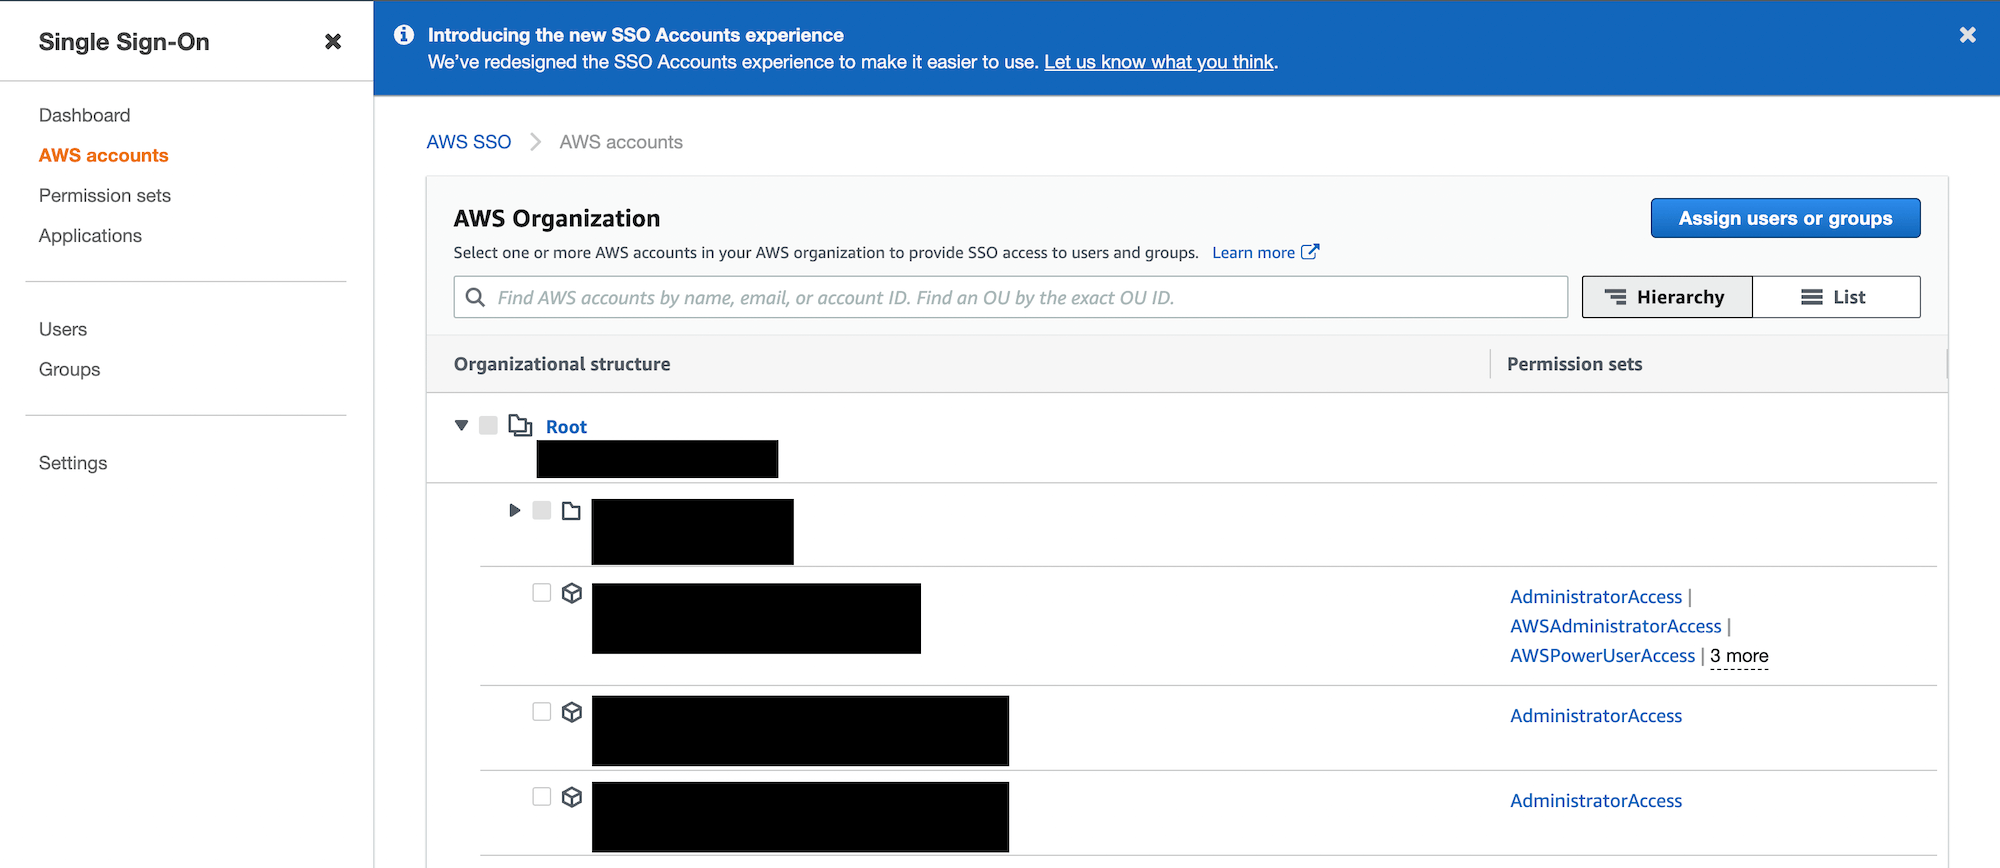 Single Sign-On
Dashboard
AWS accounts
Permission sets
Applications
Users
Groups
Settings
Introducing the new SSO Accounts experience
We've redesigned the SSO Accounts experience to make it easier to use. Let us know what you think.
AWS SSO
AWS accounts
AWS Organization
Assign users or groups
Select one or more AWS accounts in your AWS organization to provide SSO access to users and groups. Learn more
Find AWS accounts by name, email, or account ID. Find an OU by the exact OU ID.
Hierarchy
List
Organizational structure
Permission sets
Root
AdministratorAccess |
AWSAdministratorAccess |
AWSPowerUserAccess | 3 more
AdministratorAccess
AdministratorAccess